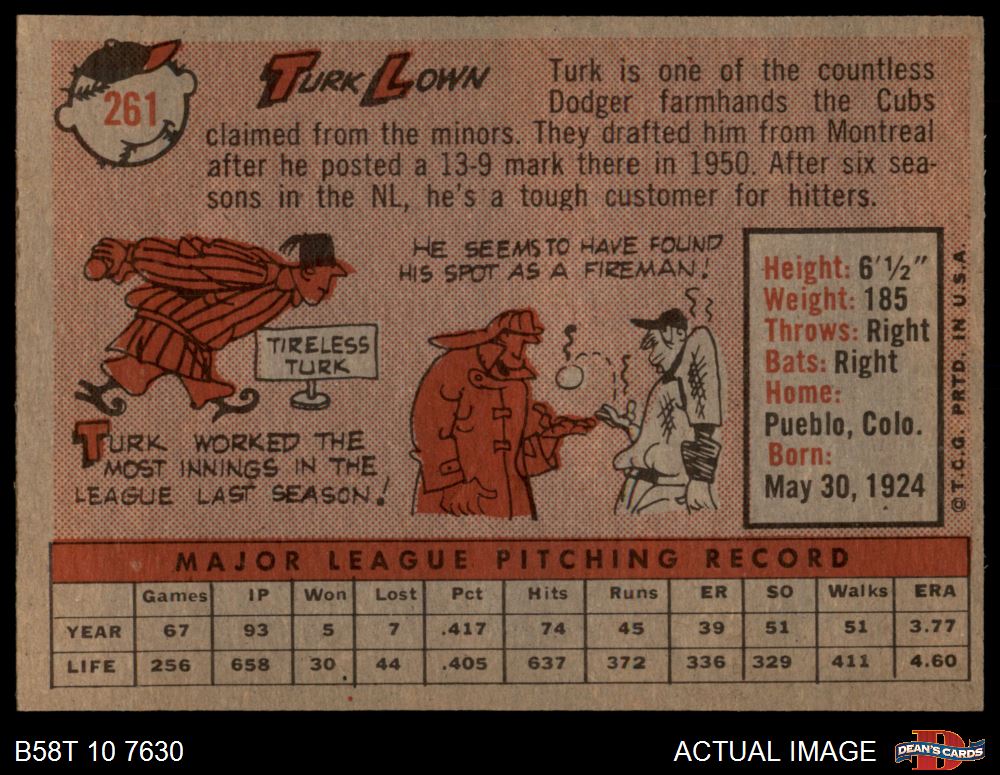 261
TURK LOWN
Turk is one of the countless
Dodger farmhands the Cubs
claimed from the minors. They drafted him from Montreal
after he posted a 13-9 mark there in 1950. After six sea-
sons in the NL, he's a tough customer for hitters.
TIRELESS
TURK
TURK WORKED THE
MOST INNINGS IN THE
LEAGUE LAST SEASON!
HE SEEMS TO HAVE FOUND
HIS SPOT AS A FIREMAN!
Height: 6'½"
Weight: 185
Throws: Right
Bats: Right
Home:
Pueblo, Colo.
Born:
May 30, 1924
© T.C.G. PRTD. IN U.S.A.
MAJOR LEAGUE PITCHING RECORD
Games IP Won Lost Pct Hits Runs ER SO Walks ERA
YEAR 67 93 5 7 .417 74 45 39 51 51 3.77
LIFE 256 658 30 44 .405 637 372 336 329 411 4.60
B58T 10 7630
ACTUAL IMAGE
DEAN'S CARDS